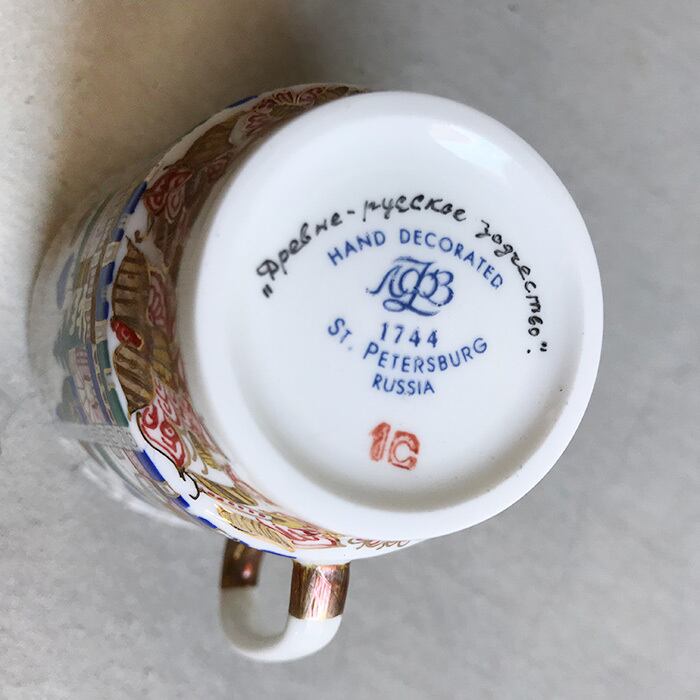 "Древне-русское зодчество".
HAND DECORATED
ЛФЗ
1744
ST. PETERSBURG
RUSSIA
1С